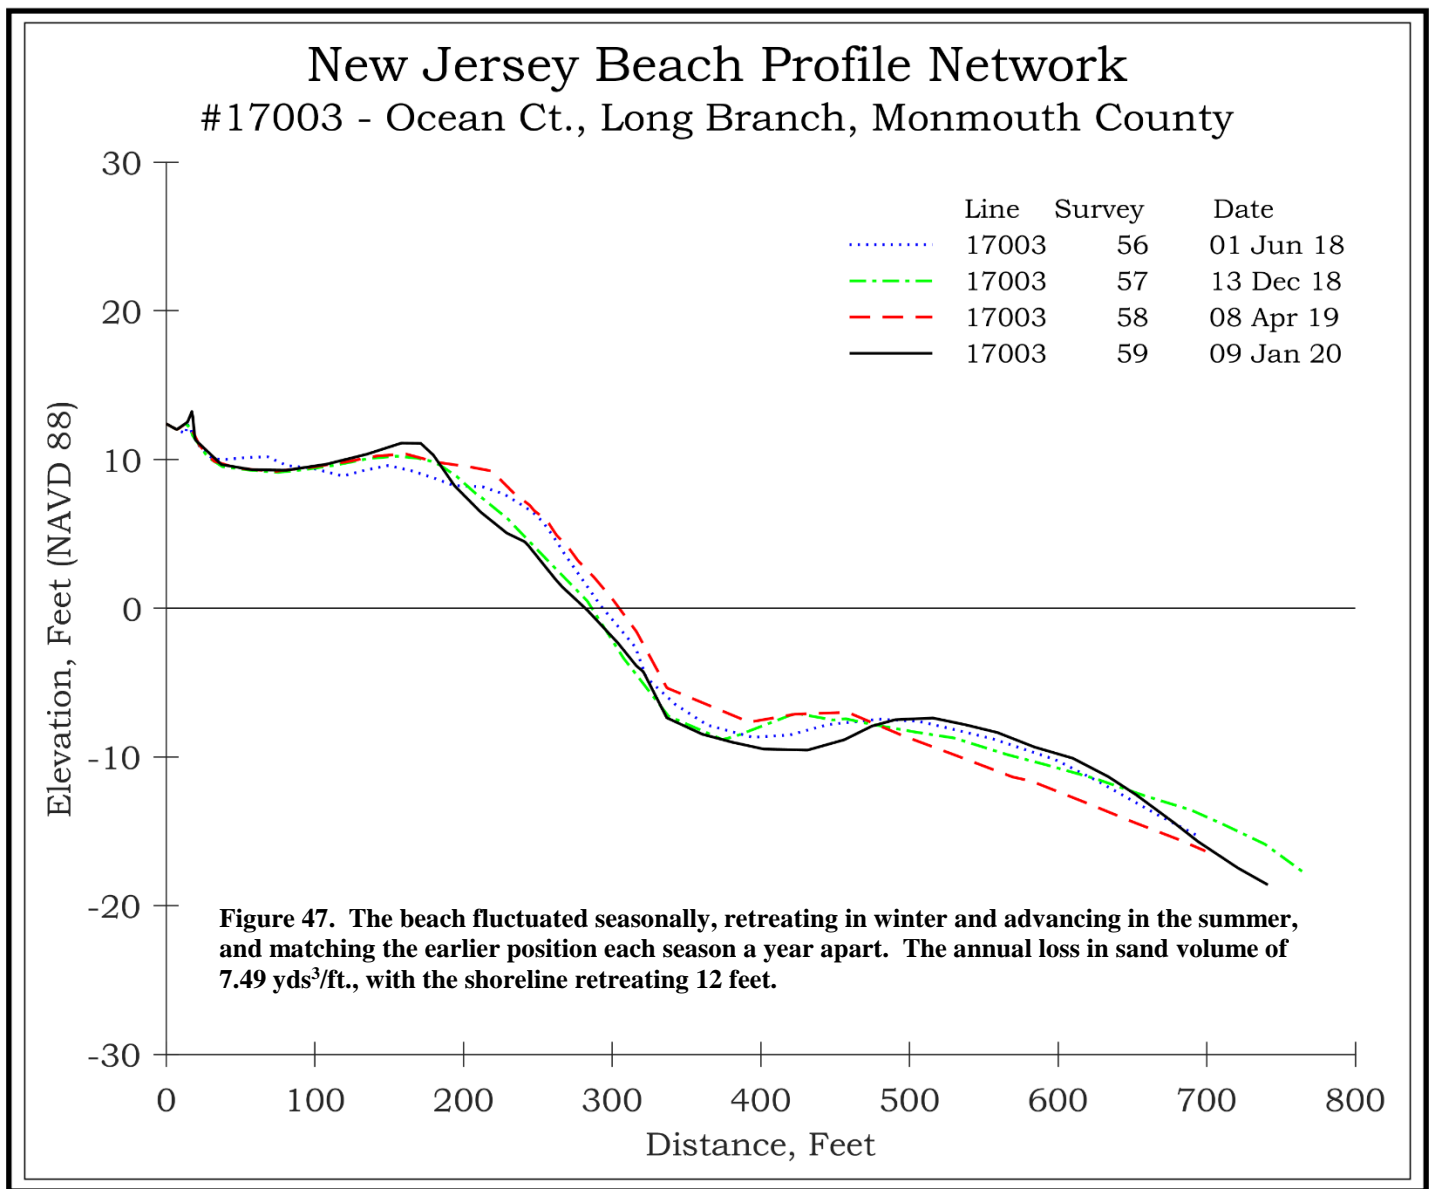 New Jersey Beach Profile Network
#17003 - Ocean Ct., Long Branch, Monmouth County
Line Survey Date
17003 56 01 Jun 18
17003 57 13 Dec 18
17003 58 08 Apr 19
17003 59 09 Jan 20
Elevation, Feet (NAVD 88)
30
20
10
0
-10
-20
-30
Figure 47. The beach fluctuated seasonally, retreating in winter and advancing in the summer,
and matching the earlier position each season a year apart. The annual loss in sand volume of
7.49 yds³/ft., with the shoreline retreating 12 feet.
0 100 200 300 400 500 600 700 800
Distance, Feet